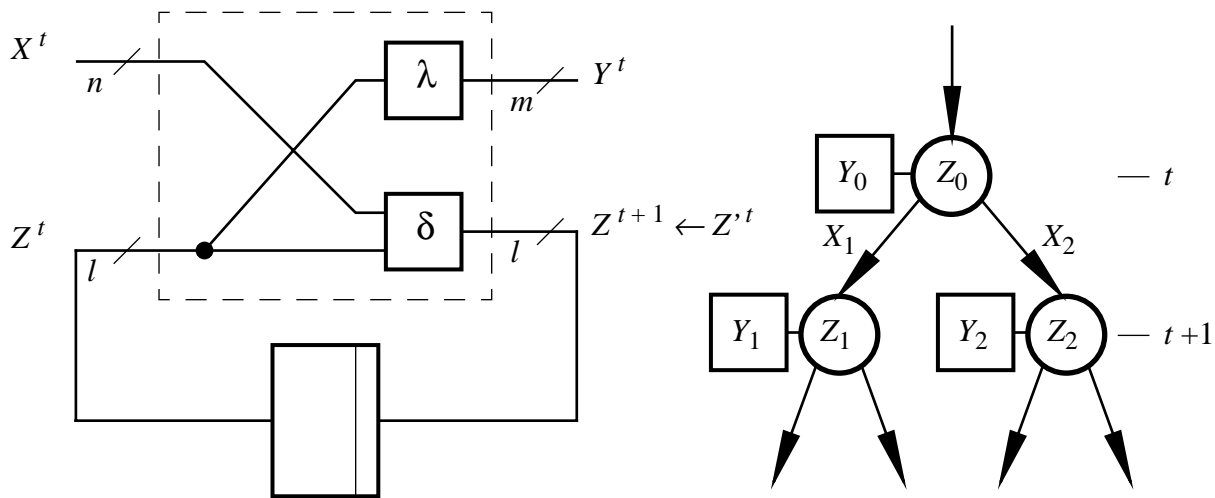 X^t
n
λ
m
Y^t
Z^t
l
δ
l
Z^{t+1} ← Z'^t
Y_0
Z_0
— t
X_1
X_2
Y_1
Z_1
Y_2
Z_2
— t+1